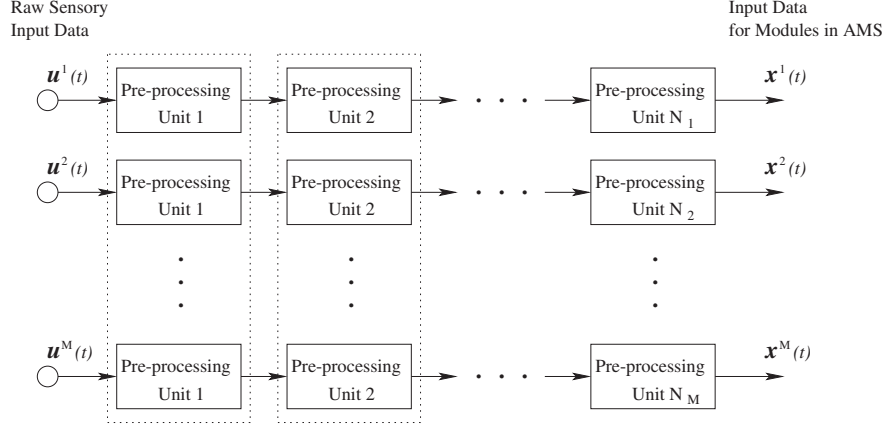 Raw Sensory
Input Data
Input Data
for Modules in AMS
u¹(t)
Pre-processing
Unit 1
Pre-processing
Unit 2
. . .
Pre-processing
Unit N₁
x¹(t)
u²(t)
Pre-processing
Unit 1
Pre-processing
Unit 2
. . .
Pre-processing
Unit N₂
x²(t)
uᴹ(t)
Pre-processing
Unit 1
Pre-processing
Unit 2
. . .
Pre-processing
Unit N_M
xᴹ(t)